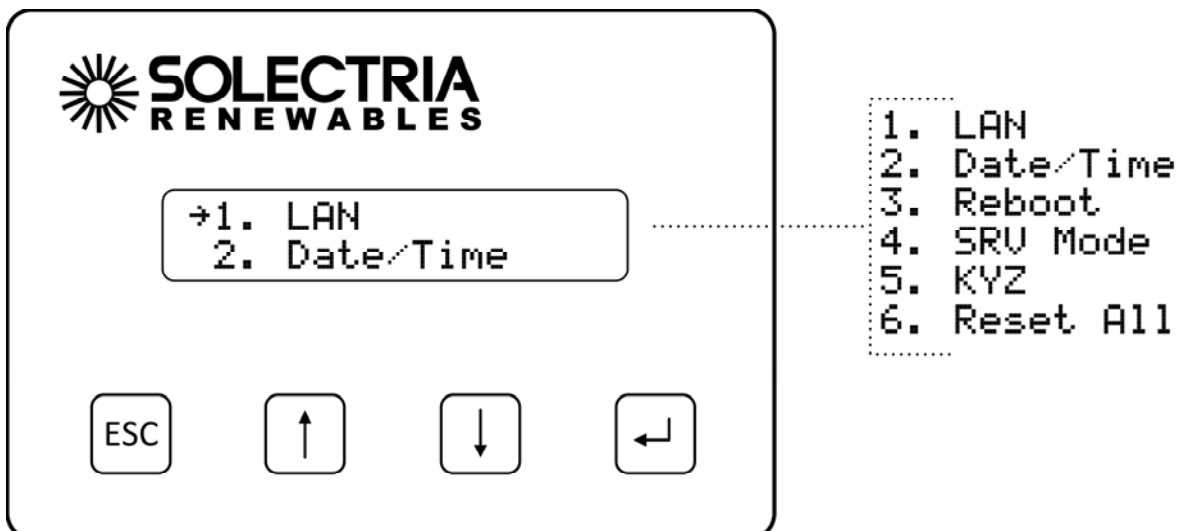 SOLECTRIA
RENEWABLES
→1. LAN
2. Date/Time
ESC
↑
↓
↵
1. LAN
2. Date/Time
3. Reboot
4. SRV Mode
5. KYZ
6. Reset All